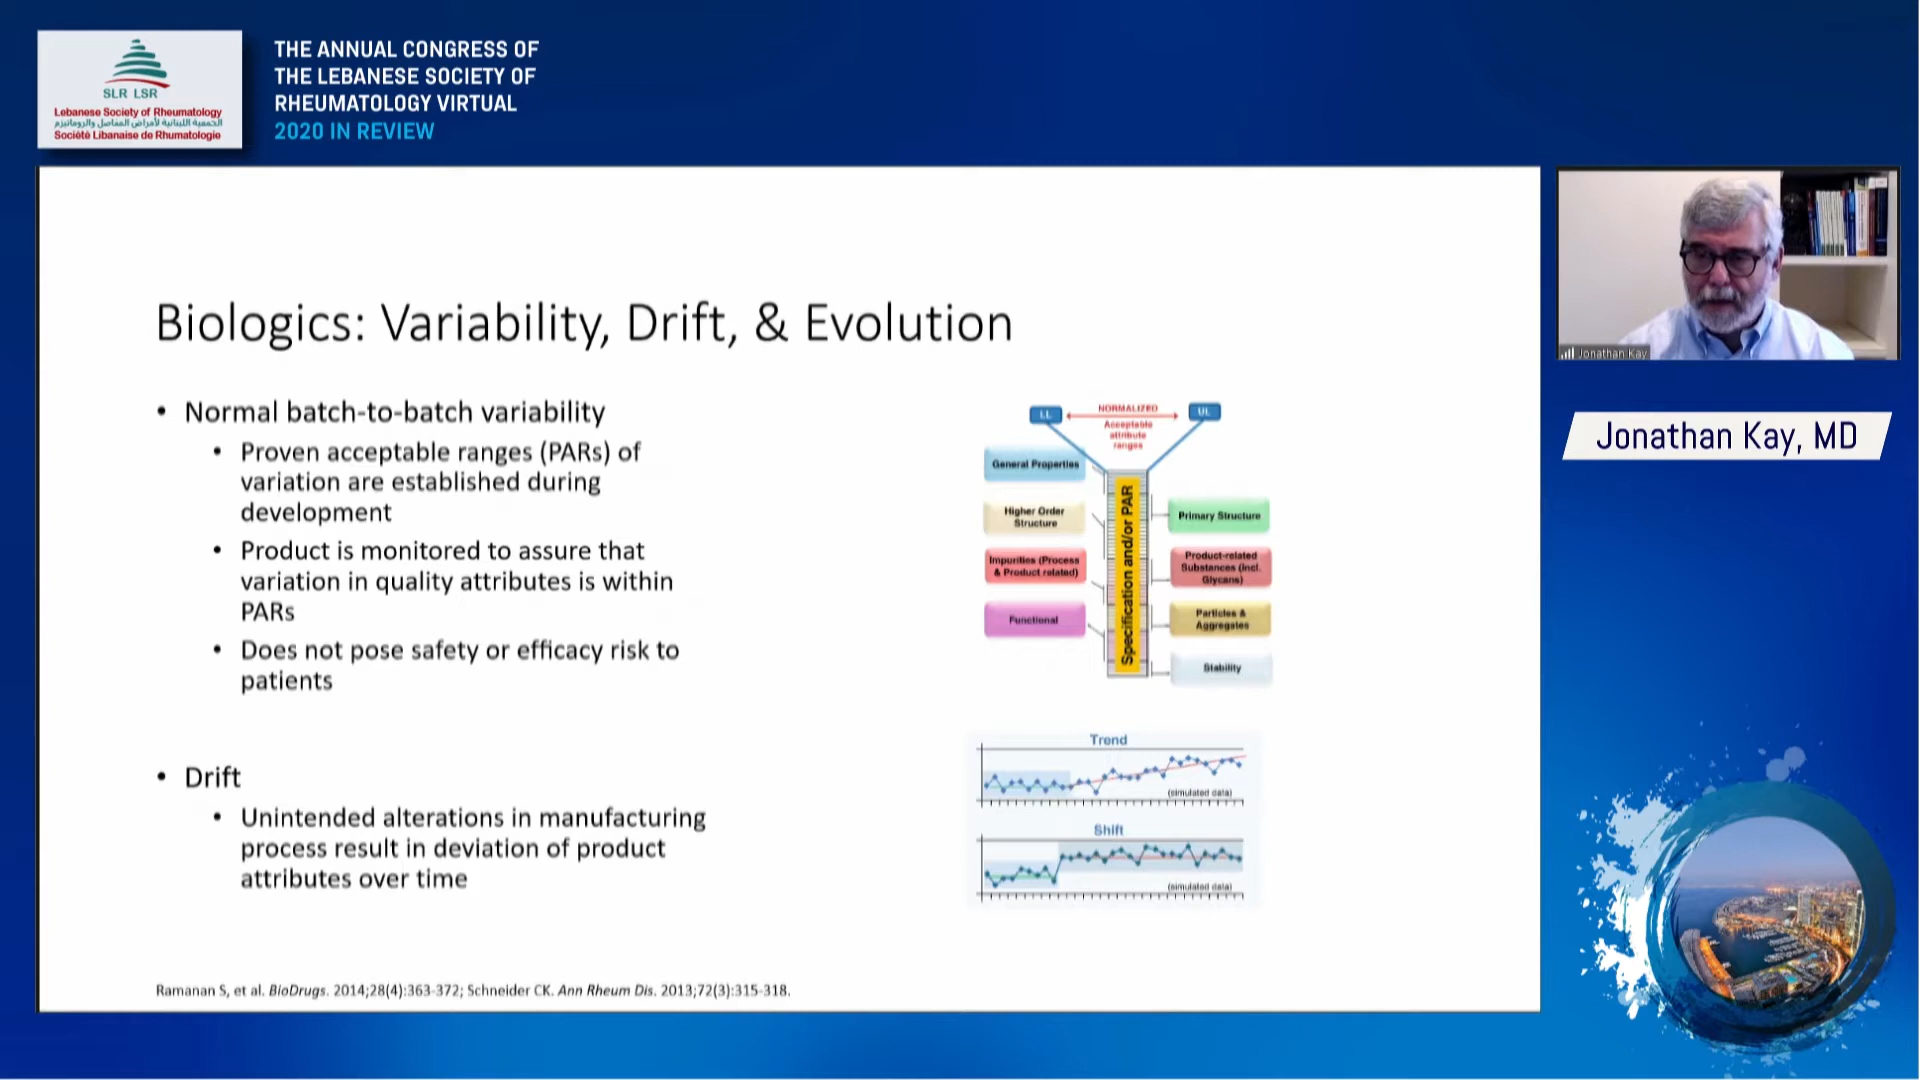 SLR LSR
Lebanese Society of Rheumatology
الجمعية اللبنانية لأمراض المفاصل والروماتيزم
Société Libanaise de Rhumatologie
THE ANNUAL CONGRESS OF
THE LEBANESE SOCIETY OF
RHEUMATOLOGY VIRTUAL
2020 IN REVIEW
Biologics: Variability, Drift, & Evolution
• Normal batch-to-batch variability
• Proven acceptable ranges (PARs) of
variation are established during
development
• Product is monitored to assure that
variation in quality attributes is within
PARs
• Does not pose safety or efficacy risk to
patients
• Drift
• Unintended alterations in manufacturing
process result in deviation of product
attributes over time
LL
NORMALIZED
UL
Acceptable
attribute
ranges
General Properties
Higher Order
Structure
Impurities (Process
& Product related)
Functional
Specification and/or PAR
Primary Structure
Product-related
Substances (incl.
Glycans)
Particles &
Aggregates
Stability
Trend
(simulated data)
Shift
(simulated data)
Ramanan S, et al. BioDrugs. 2014;28(4):363-372; Schneider CK. Ann Rheum Dis. 2013;72(3):315-318.
Jonathan Kay
Jonathan Kay, MD